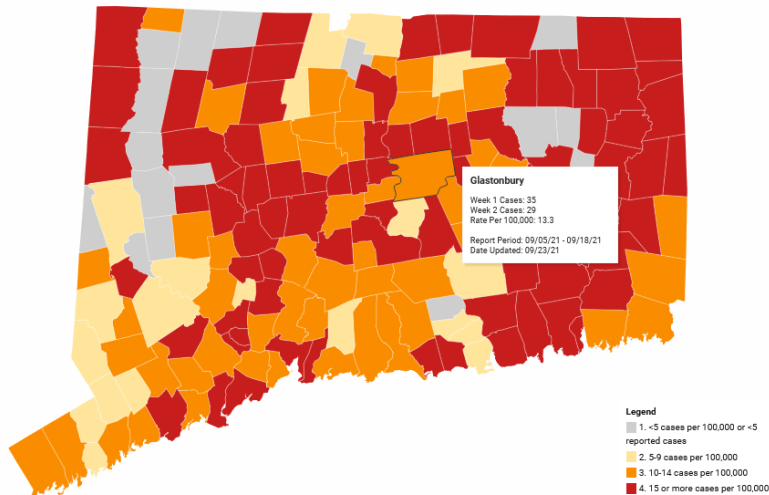 Glastonbury
Week 1 Cases: 35
Week 2 Cases: 29
Rate Per 100,000: 13.3
Report Period: 09/05/21 - 09/18/21
Date Updated: 09/23/21
Legend
1. <5 cases per 100,000 or <5
reported cases
2. 5-9 cases per 100,000
3. 10-14 cases per 100,000
4. 15 or more cases per 100,000